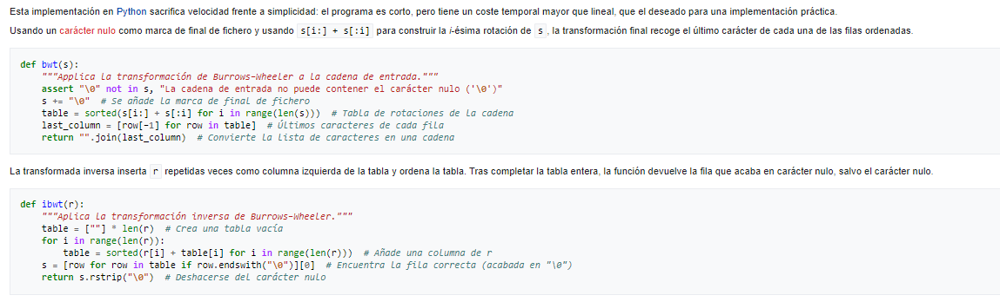 Esta implementación en Python sacrifica velocidad frente a simplicidad: el programa es corto, pero tiene un coste temporal mayor que lineal, que el deseado para una implementación práctica.
Usando un carácter nulo como marca de final de fichero y usando s[i:] + s[:i] para construir la i-ésima rotación de s, la transformación final recoge el último carácter de cada una de las filas ordenadas.
def bwt(s):
    """Applica la transformación de Burrows-Wheeler a la cadena de entrada."""
    assert "\0" not in s, "La cadena de entrada no puede contener el carácter nulo ('\0')"
    s += "\0"  # Se añade la marca de final de fichero
    table = sorted(s[i:] + s[:i] for i in range(len(s)))  # Tabla de rotaciones de la cadena
    last_column = [row[-1] for row in table]  # Últimos caracteres de cada fila
    return "".join(last_column)  # Convierte la lista de caracteres en una cadena
La transformada inversa inserta r repetidas veces como columna izquierda de la tabla y ordena la tabla. Tras completar la tabla entera, la función devuelve la fila que acaba en carácter nulo, salvo el carácter nulo.
def ibwt(r):
    """Aplica la transformación inversa de Burrows-Wheeler."""
    table = [""] * len(r)  # Crea una tabla vacía
    for i in range(len(r)):
        table = sorted(r[i] + table[i] for i in range(len(r)))  # Añade una columna de r
    s = [row for row in table if row.endswith("\0")][0]  # Encuentra la fila correcta (acabada en "\0")
    return s.rstrip("\0")  # Deshacerse del carácter nulo